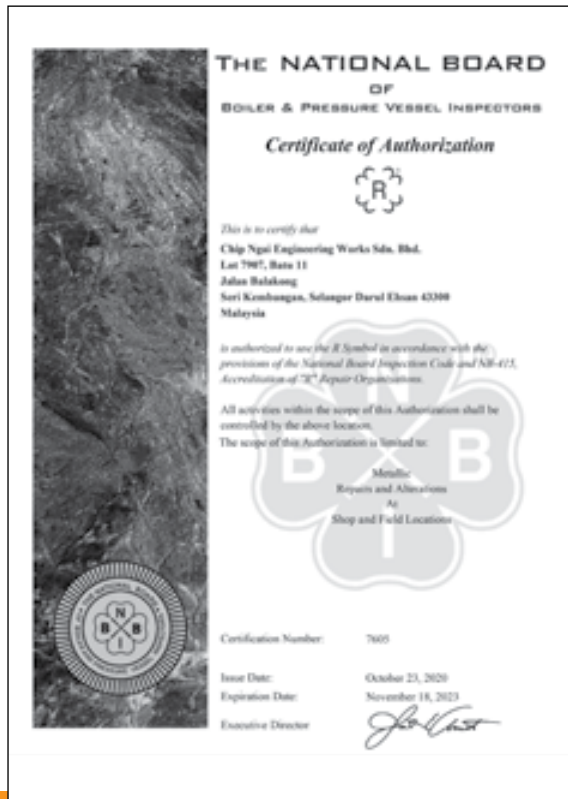 THE NATIONAL BOARD
OF
BOILER & PRESSURE VESSEL INSPECTORS
Certificate of Authorization
R
This is to certify that
Chip Ngai Engineering Works Sdn. Bhd.
Lot 7907, Batu 11
Jalan Balakong
Seri Kembangan, Selangor Darul Ehsan 43300
Malaysia
is authorized to use the R Symbol in accordance with the
provisions of the National Board Inspection Code and NB-415,
Accreditation of "R" Repair Organizations.
All activities within the scope of this Authorization shall be
controlled by the above location.
The scope of this Authorization is limited to:
Metallic
Repairs and Alterations
At
Shop and Field Locations
N
B B
I
N
B B
I
Certification Number: 7605
Issue Date: October 23, 2020
Expiration Date: November 18, 2023
Executive Director